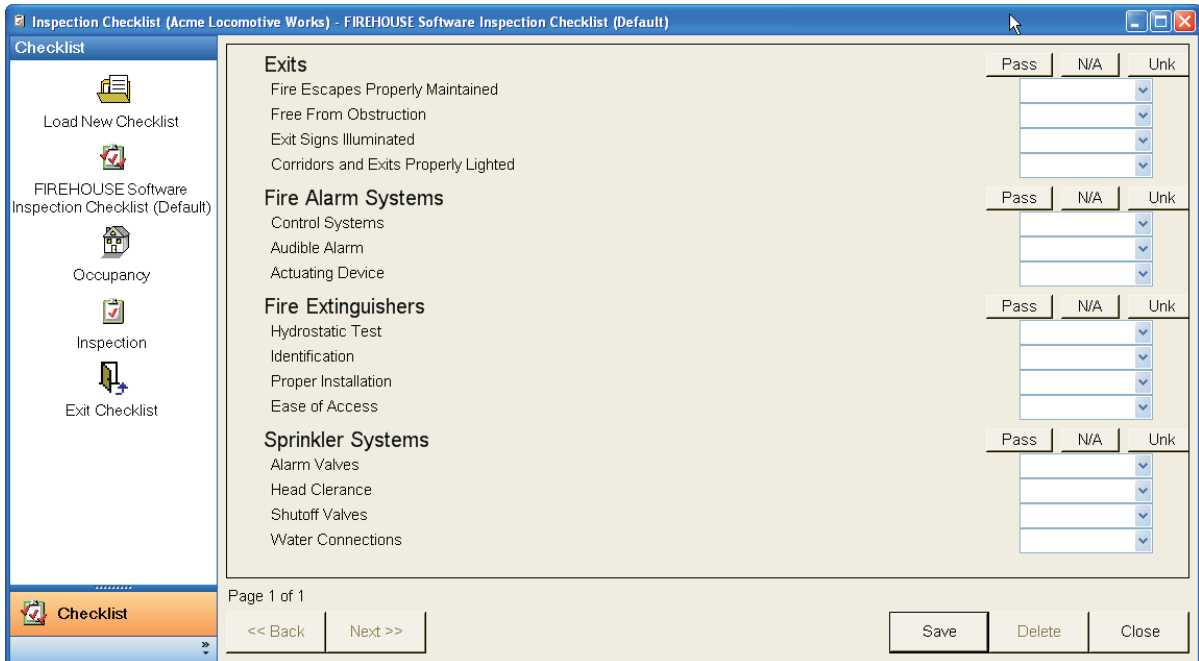 Inspection Checklist (Acme Locomotive Works) - FIREHOUSE Software Inspection Checklist (Default)
Checklist
Load New Checklist
FIREHOUSE Software
Inspection Checklist (Default)
Occupancy
Inspection
Exit Checklist
Checklist
Exits Pass N/A Unk
Fire Escapes Properly Maintained
Free From Obstruction
Exit Signs Illuminated
Corridors and Exits Properly Lighted
Fire Alarm Systems Pass N/A Unk
Control Systems
Audible Alarm
Actuating Device
Fire Extinguishers Pass N/A Unk
Hydrostatic Test
Identification
Proper Installation
Ease of Access
Sprinkler Systems Pass N/A Unk
Alarm Valves
Head Clerance
Shutoff Valves
Water Connections
Page 1 of 1
<< Back Next >> Save Delete Close